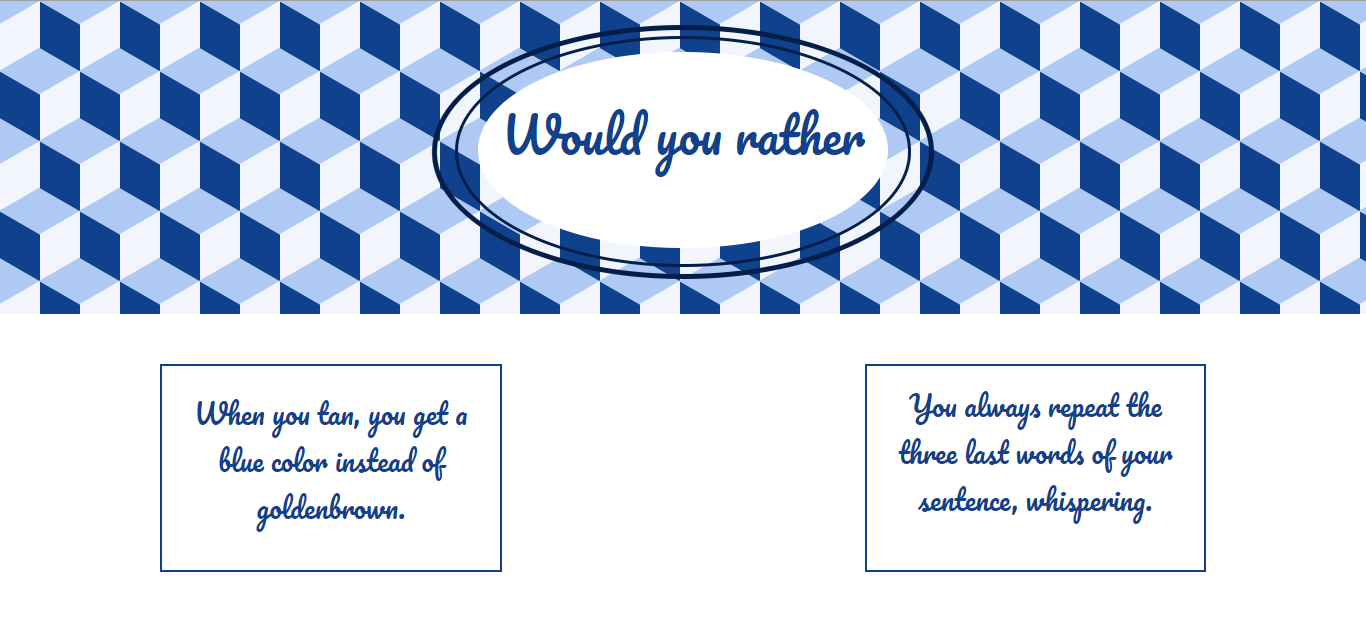 Would you rather
When you tan, you get a
blue color instead of
goldenbrown.
You always repeat the
three last words of your
sentence, whispering.